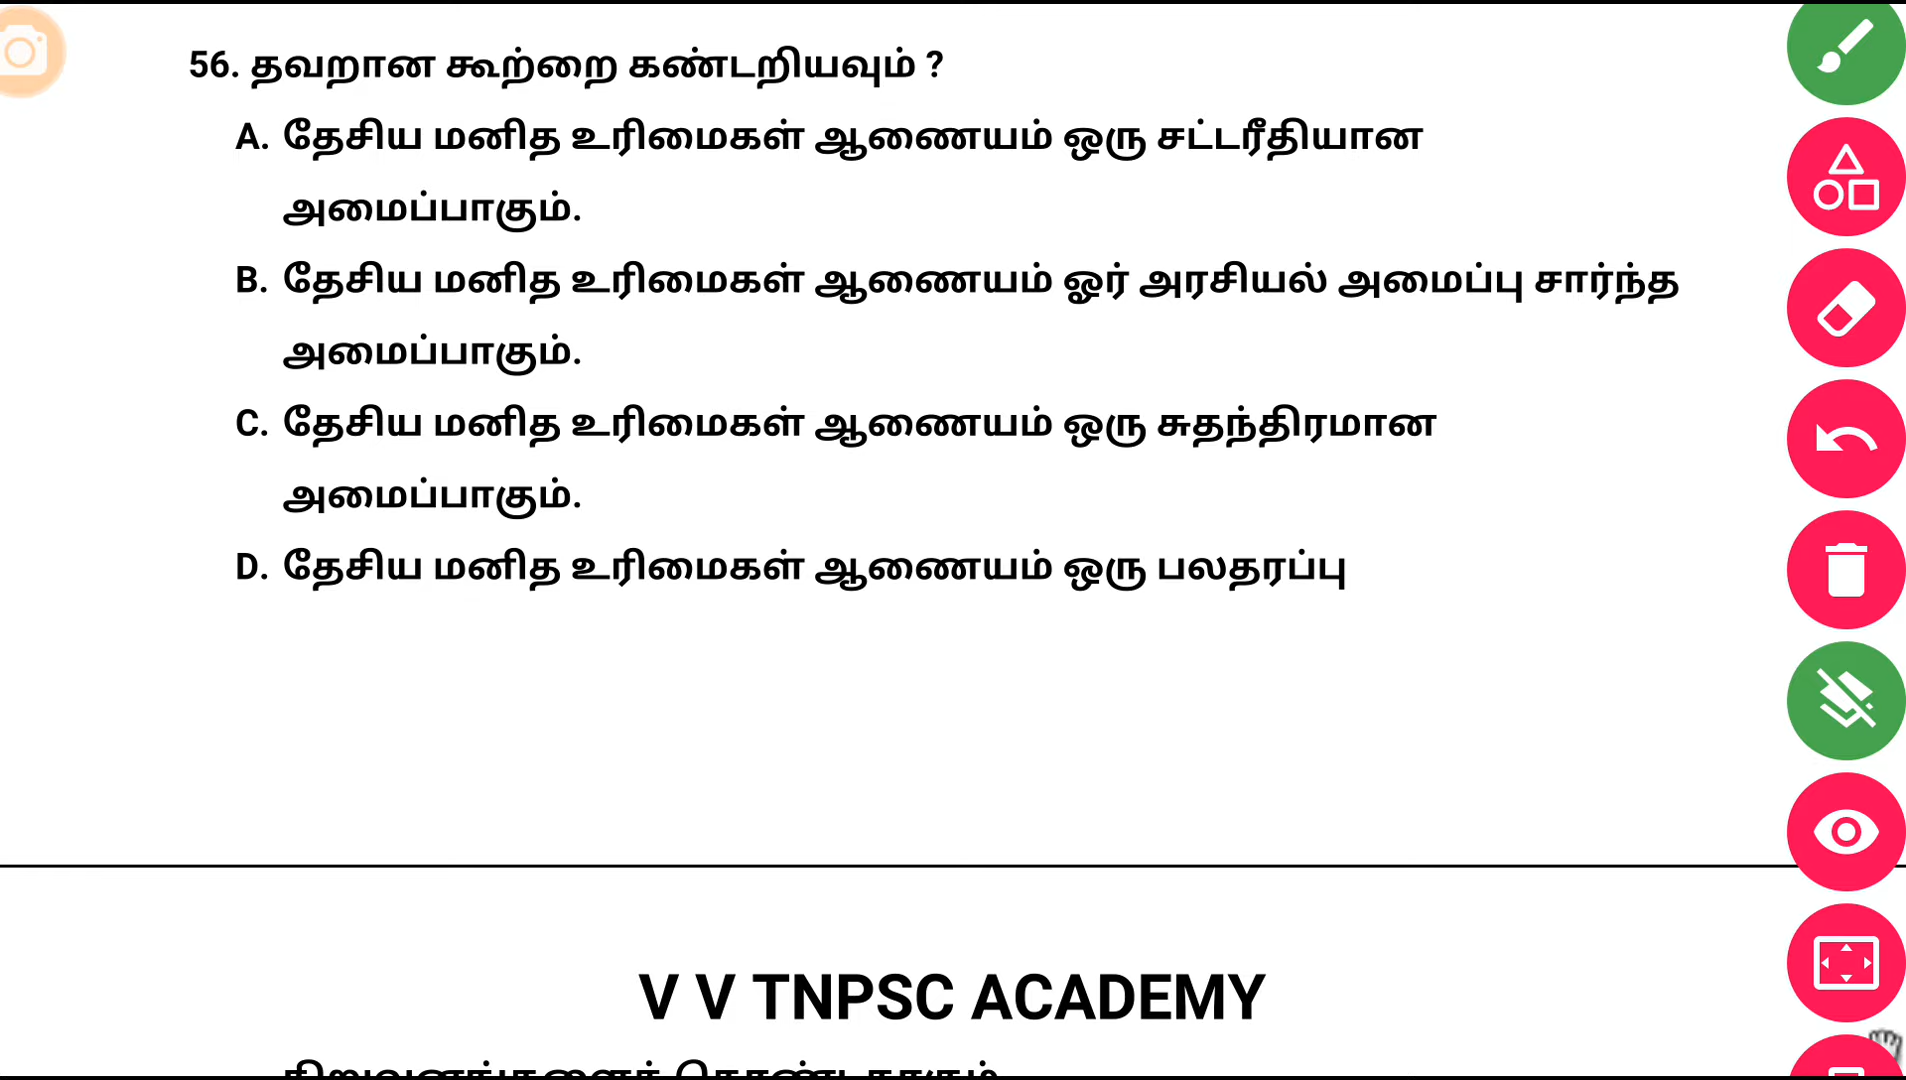 56. தவறான கூற்றை கண்டறியவும் ?
A. தேசிய மனித உரிமைகள் ஆணையம் ஒரு சட்டரீதியான
அமைப்பாகும்.
B. தேசிய மனித உரிமைகள் ஆணையம் ஓர் அரசியல் அமைப்பு சார்ந்த
அமைப்பாகும்.
C. தேசிய மனித உரிமைகள் ஆணையம் ஒரு சுதந்திரமான
அமைப்பாகும்.
D. தேசிய மனித உரிமைகள் ஆணையம் ஒரு பலதரப்பு
V V TNPSC ACADEMY